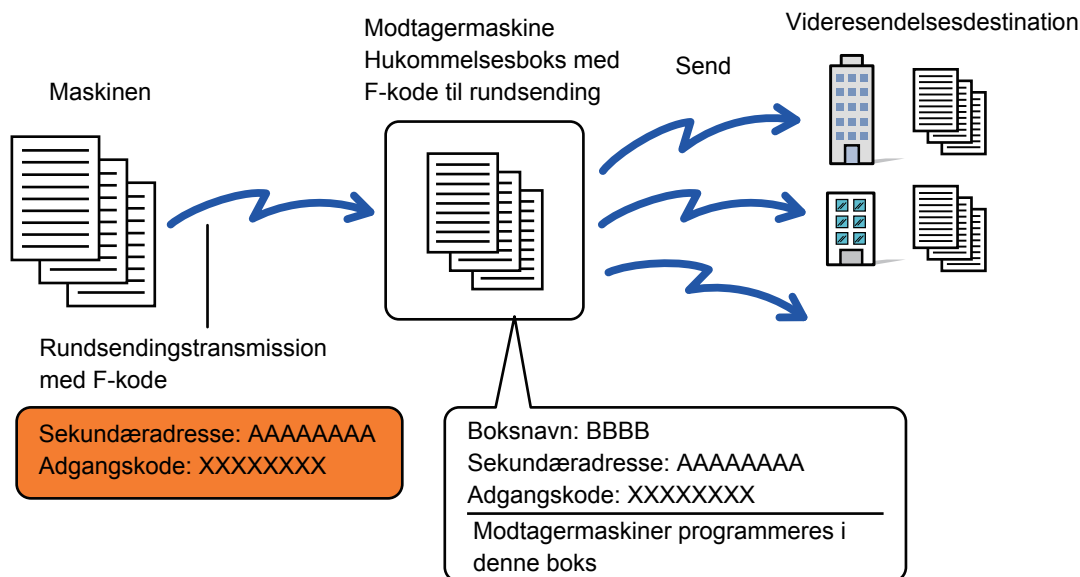 Maskinen
Modtagermaskine
Hukommelsesboks med
F-kode til rundsending
Send
Videresendelsesdestination
Rundsendingstransmission
med F-kode
Sekundæradresse: AAAAAAAA
Adgangskode: XXXXXXXX
Boksnavn: BBBB
Sekundæradresse: AAAAAAAA
Adgangskode: XXXXXXXX
Modtagermaskiner programmeres i
denne boks